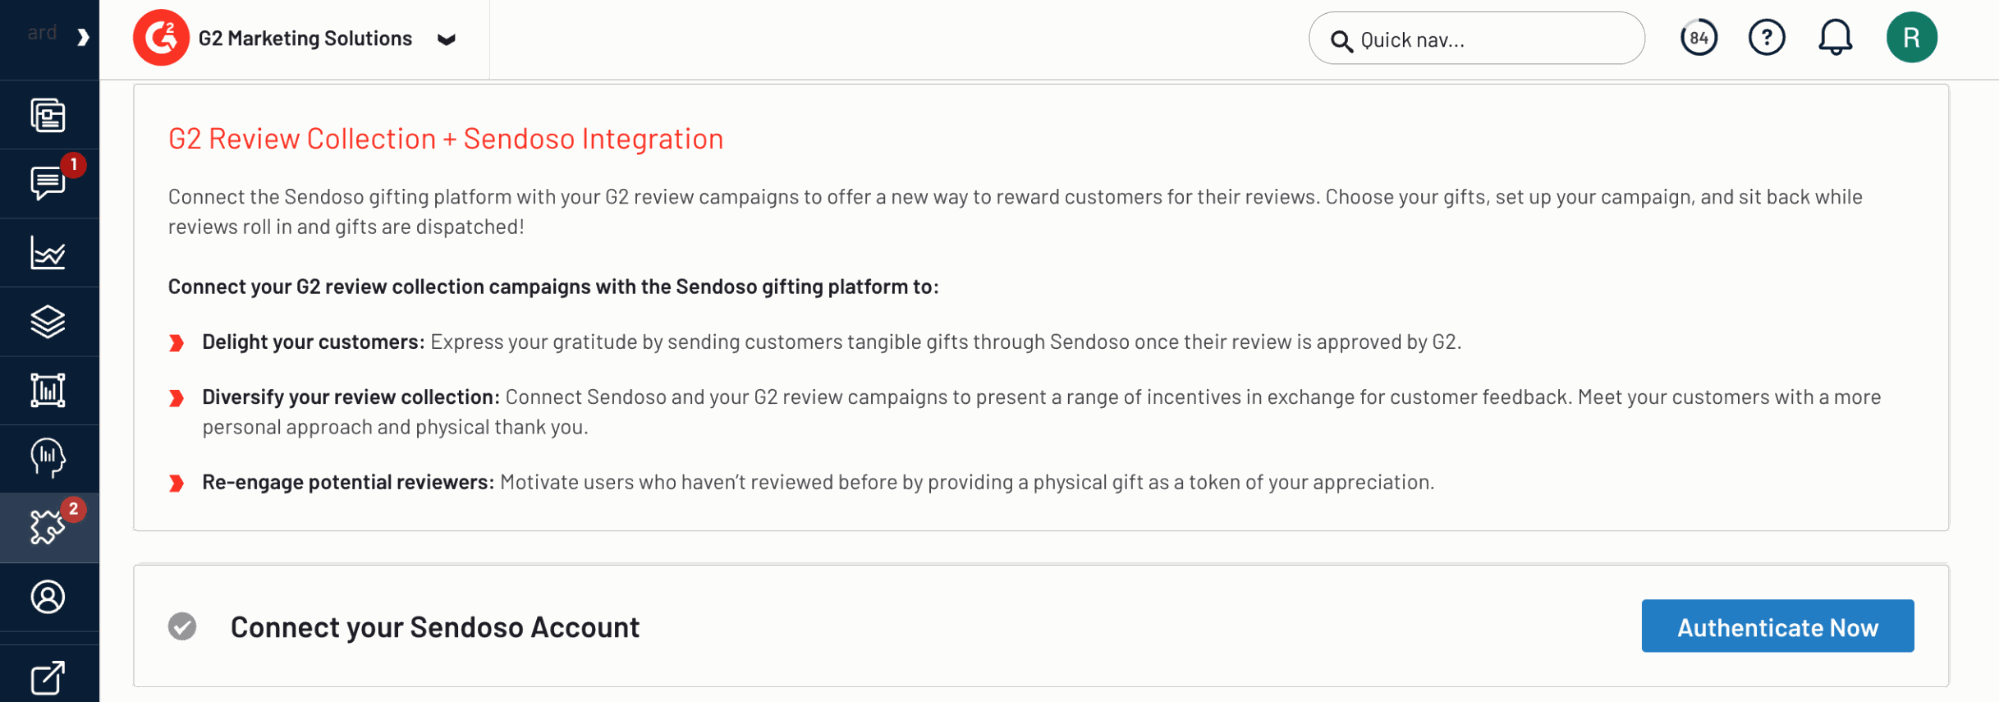 ard
G2 Marketing Solutions
Quick nav...
84
?
R
1
2
G2 Review Collection + Sendoso Integration
Connect the Sendoso gifting platform with your G2 review campaigns to offer a new way to reward customers for their reviews. Choose your gifts, set up your campaign, and sit back while
reviews roll in and gifts are dispatched!
Connect your G2 review collection campaigns with the Sendoso gifting platform to:
Delight your customers: Express your gratitude by sending customers tangible gifts through Sendoso once their review is approved by G2.
Diversify your review collection: Connect Sendoso and your G2 review campaigns to present a range of incentives in exchange for customer feedback. Meet your customers with a more
personal approach and physical thank you.
Re-engage potential reviewers: Motivate users who haven’t reviewed before by providing a physical gift as a token of your appreciation.
Connect your Sendoso Account
Authenticate Now